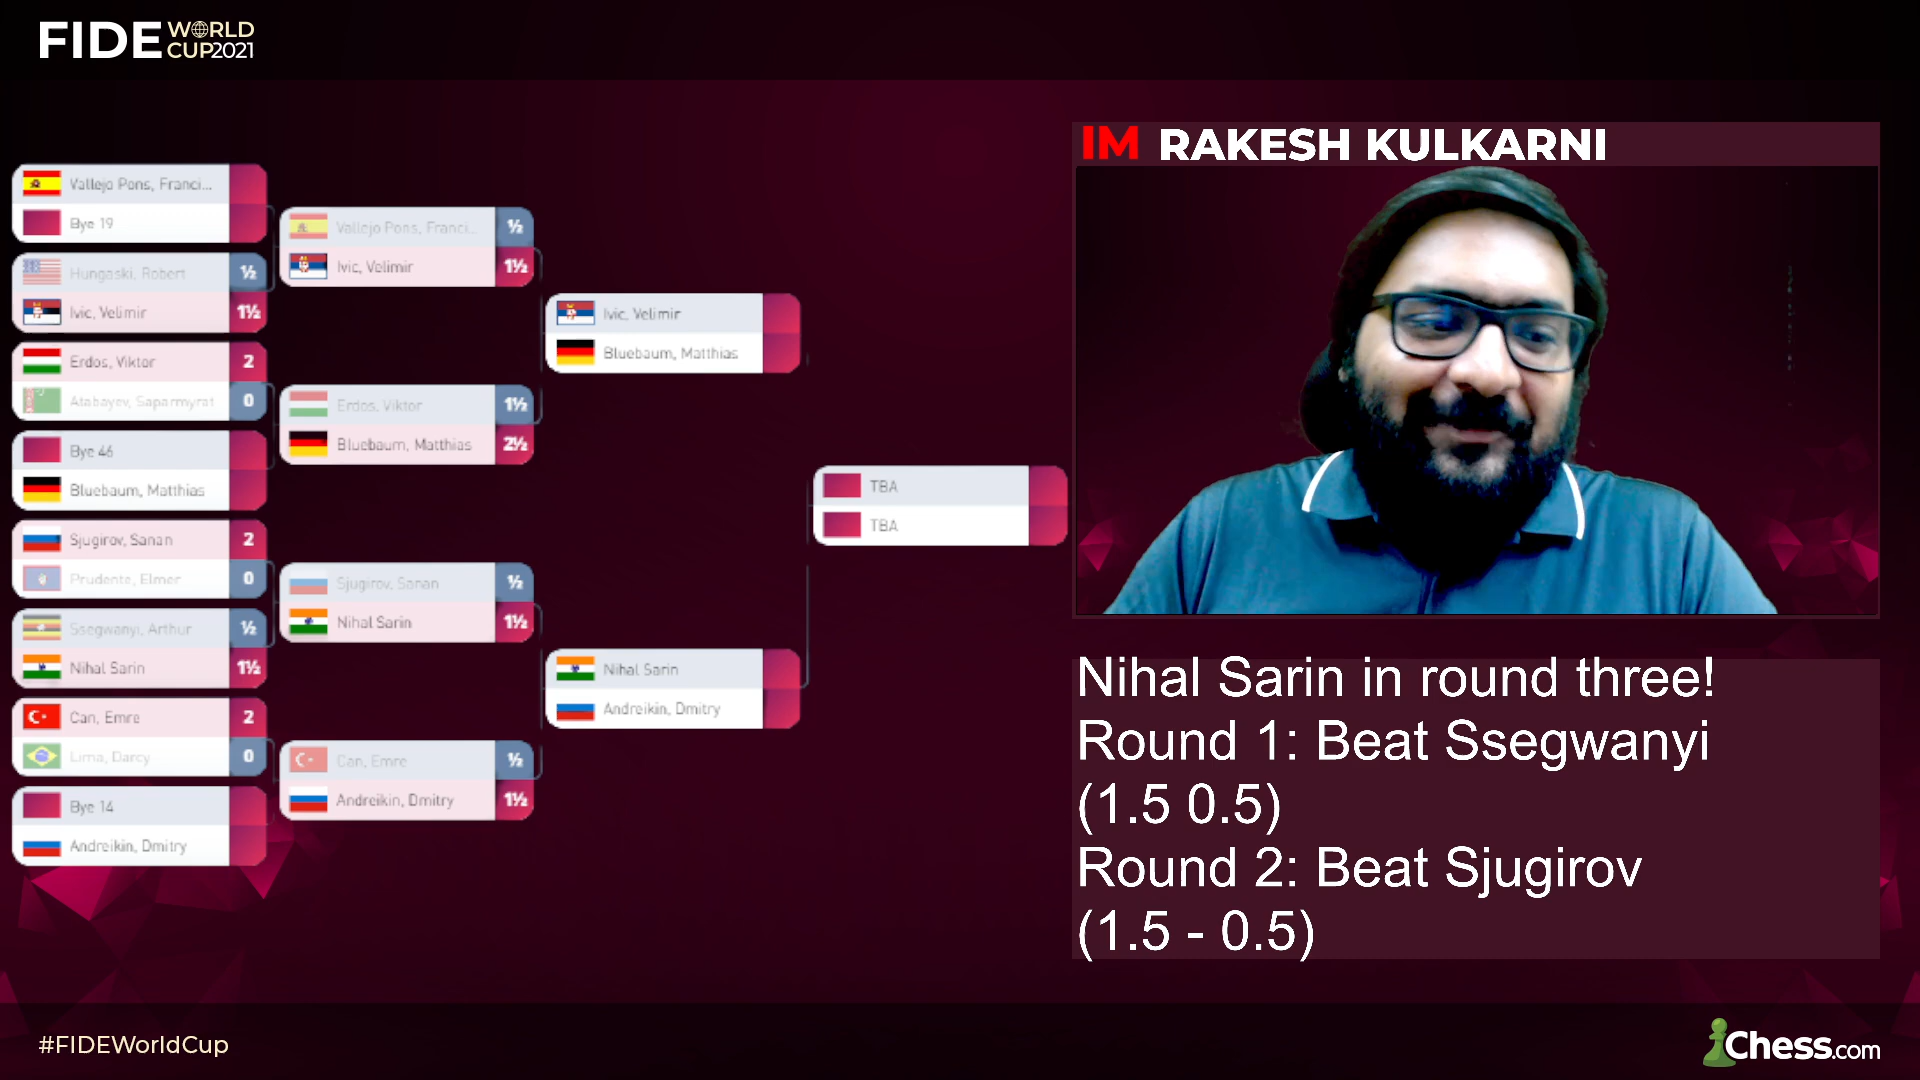 FIDE WORLD CUP2021
IM RAKESH KULKARNI
Vallejo Pons, Franci...
Bye 19
Hungaski, Robert ½
Ivic, Velimir 1½
Erdos, Viktor 2
Atabayev, Saparmyrat 0
Bye 46
Bluebaum, Matthias
Sjugirov, Sanan 2
Prudente, Elmer 0
Ssegwanyi, Arthur ½
Nihal Sarin 1½
Can, Emre 2
Lima, Darcy 0
Bye 14
Andreikin, Dmitry
Vallejo Pons, Franci... ½
Ivic, Velimir 1½
Erdos, Viktor 1½
Bluebaum, Matthias 2½
Sjugirov, Sanan ½
Nihal Sarin 1½
Can, Emre ½
Andreikin, Dmitry 1½
Ivic, Velimir
Bluebaum, Matthias
Nihal Sarin
Andreikin, Dmitry
TBA
TBA
Nihal Sarin in round three!
Round 1: Beat Ssegwanyi
(1.5 0.5)
Round 2: Beat Sjugirov
(1.5 - 0.5)
#FIDEWorldCup
Chess.com